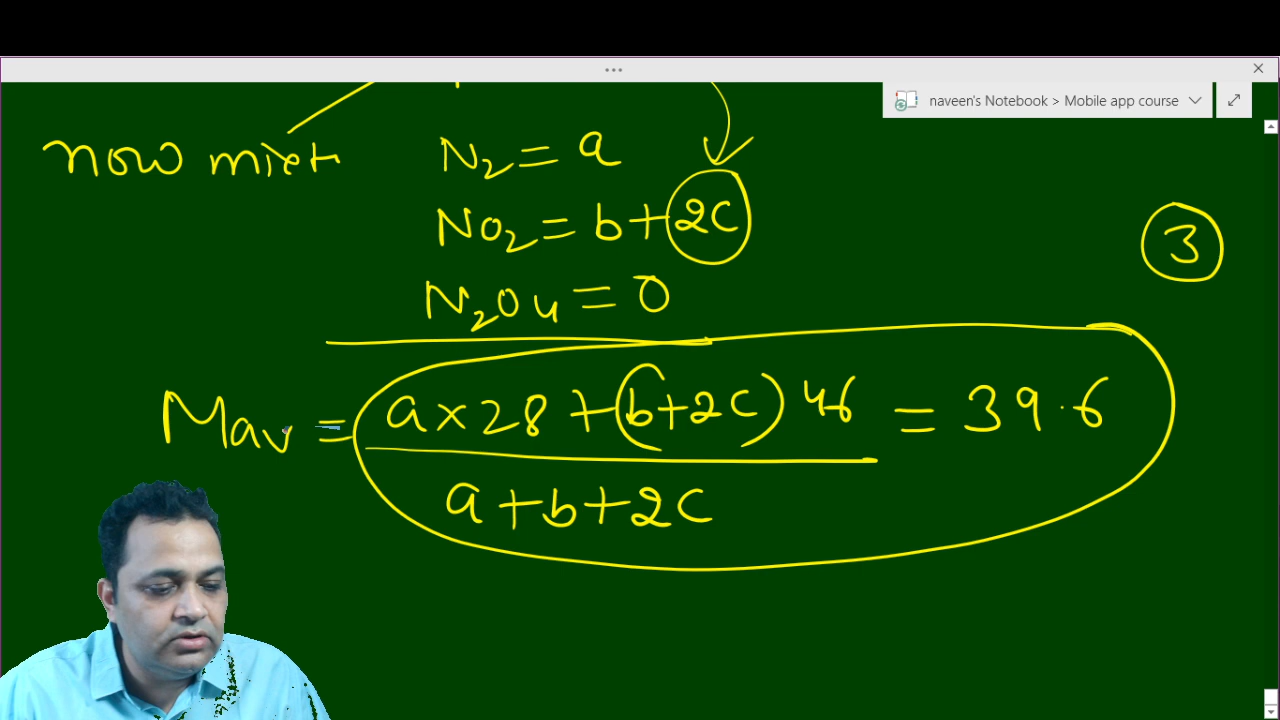 naveen's Notebook > Mobile app course
now mixt
N₂ = a
NO₂ = b+2c
N₂O₄ = 0
3
Mav = a×28 + (b+2c) 46 = 39.6
a+b+2c